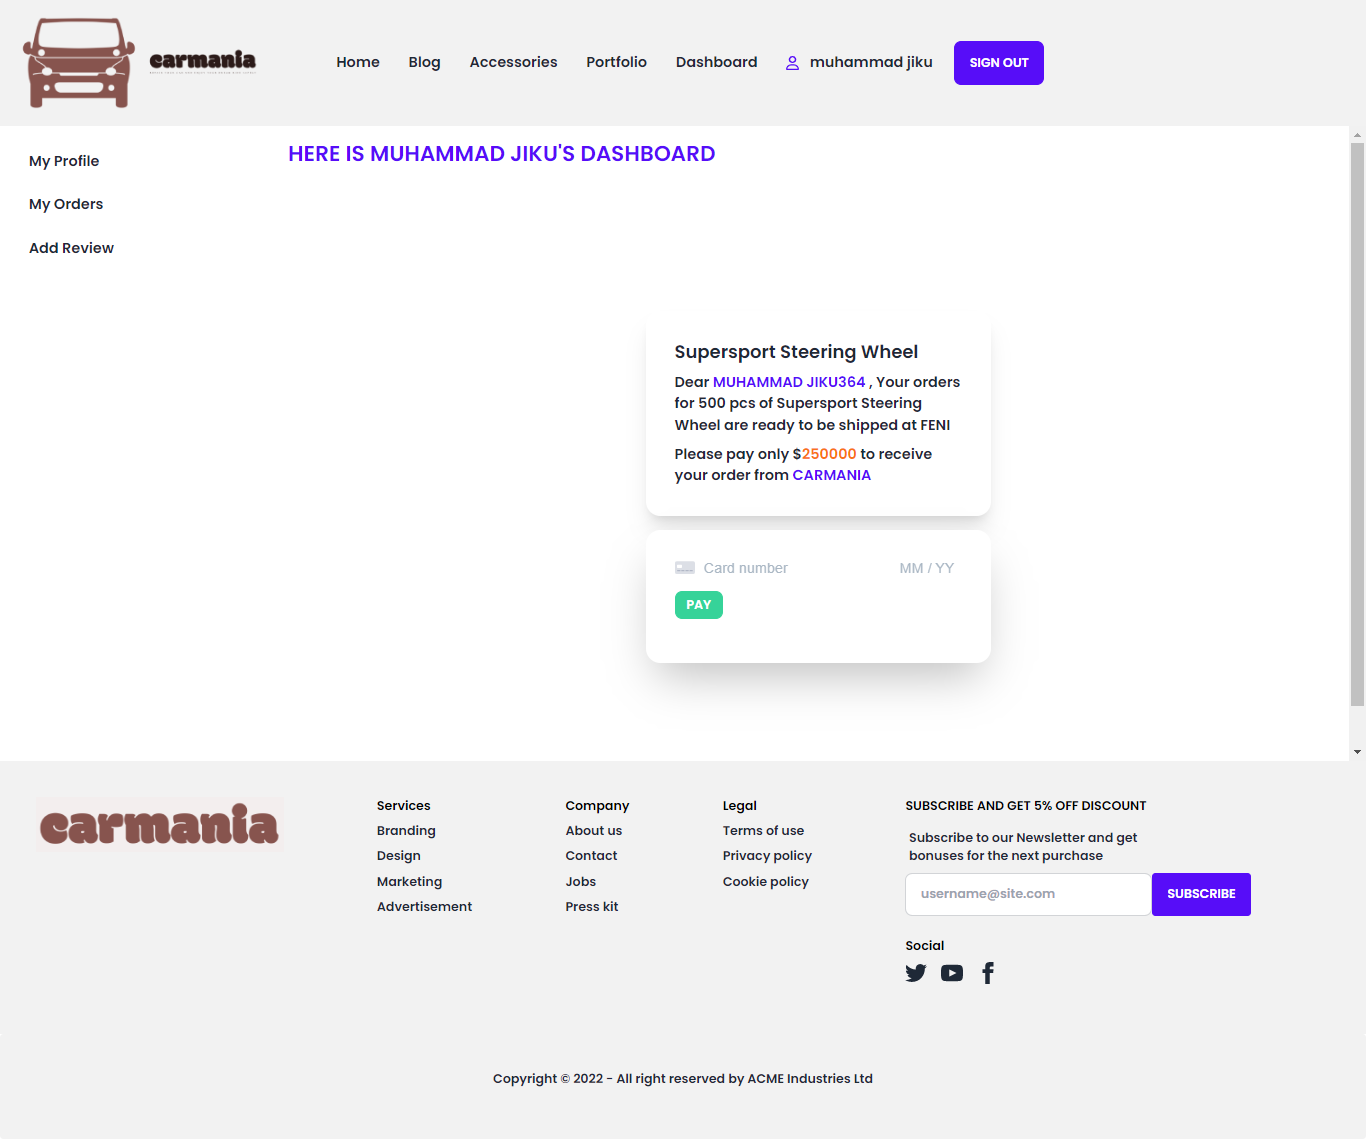 carmania
Home Blog Accessories Portfolio Dashboard muhammad jiku SIGN OUT
My Profile
My Orders
Add Review
HERE IS MUHAMMAD JIKU'S DASHBOARD
Supersport Steering Wheel
Dear MUHAMMAD JIKU364 , Your orders
for 500 pcs of Supersport Steering
Wheel are ready to be shipped at FENI
Please pay only $250000 to receive
your order from CARMANIA
Card number MM / YY
PAY
carmania
Services
Branding
Design
Marketing
Advertisement
Company
About us
Contact
Jobs
Press kit
Legal
Terms of use
Privacy policy
Cookie policy
SUBSCRIBE AND GET 5% OFF DISCOUNT
Subscribe to our Newsletter and get
bonuses for the next purchase
username@site.com SUBSCRIBE
Social
Copyright © 2022 - All right reserved by ACME Industries Ltd